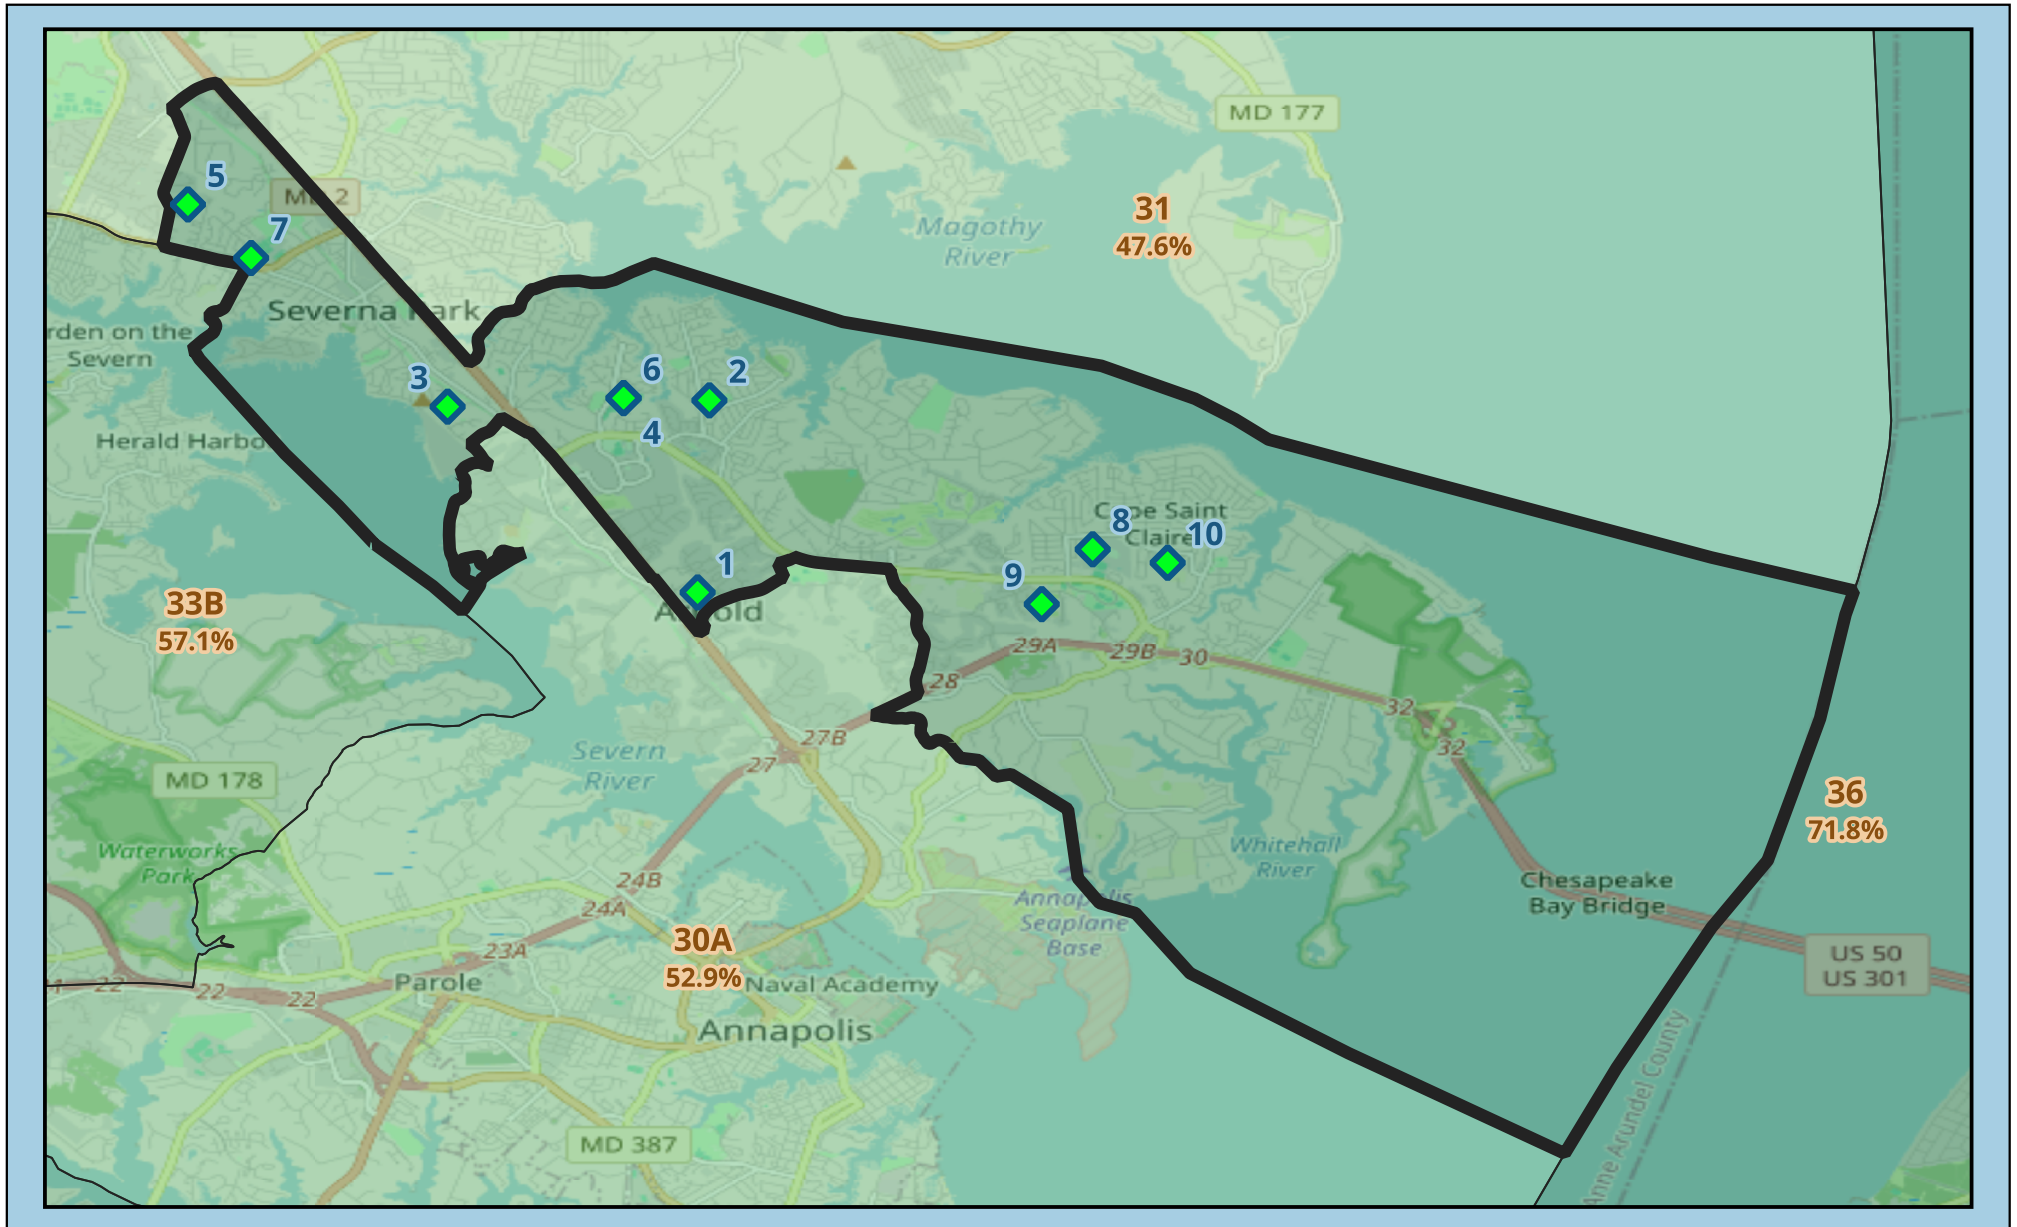 MD 177
5
MD 2
31
47.6%
7
Magothy
River
Severna Park
rden on the
Severn
3
6
2
4
Herald Harbo
Cape Saint
Claire
8
10
1
9
Arnold
33B
57.1%
29A
29B
30
28
32
32
27B
27
Severn
River
MD 178
36
71.8%
Waterworks
Park
Whitehall
River
24B
24A
Chesapeake
Bay Bridge
Annapolis
Seaplane
Base
30A
52.9%
23A
US 50
US 301
Parole
Naval Academy
22
22
22
Annapolis
MD 387
Anne Arundel County